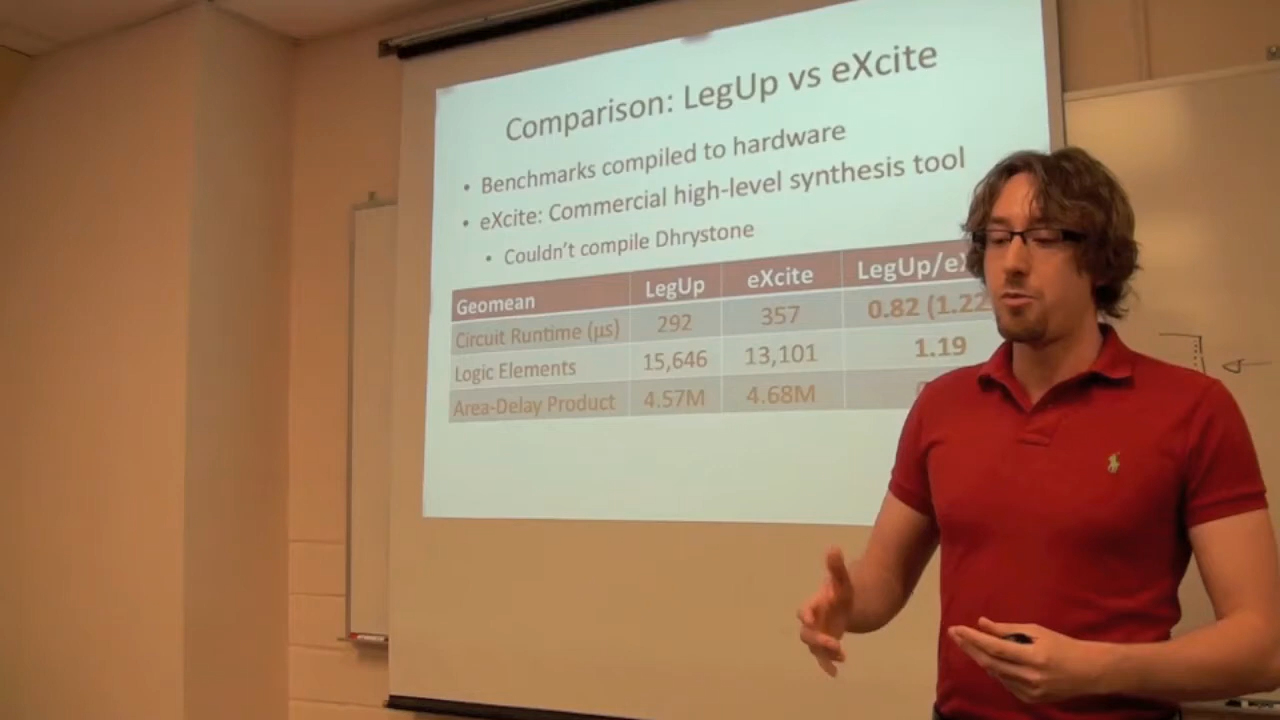 Comparison: LegUp vs eXcite
• Benchmarks compiled to hardware
• eXcite: Commercial high-level synthesis tool
• Couldn't compile Dhrystone
Geomean LegUp eXcite
Circuit Runtime (μs) 292 357 0.82
Logic Elements 15,646 13,101 1.19
Area-Delay Product 4.57M 4.68M